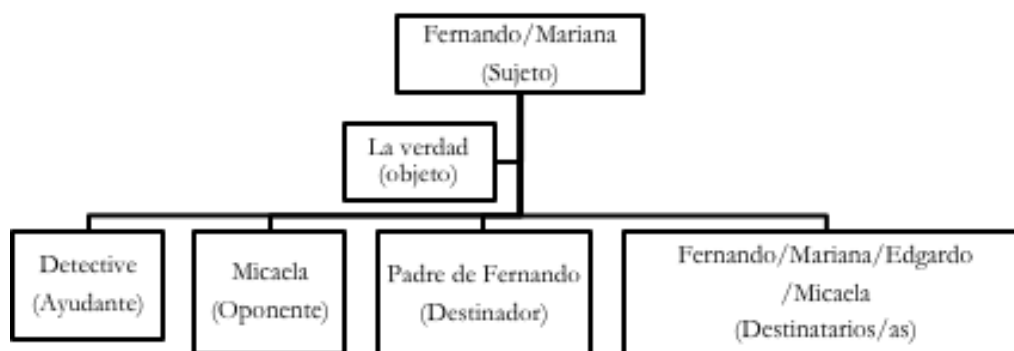 Fernando/Mariana
(Sujeto)
La verdad
(objeto)
Detective
(Ayudante)
Micaela
(Oponente)
Padre de Fernando
(Destinador)
Fernando/Mariana/Edgardo
/Micaela
(Destinatarios/as)